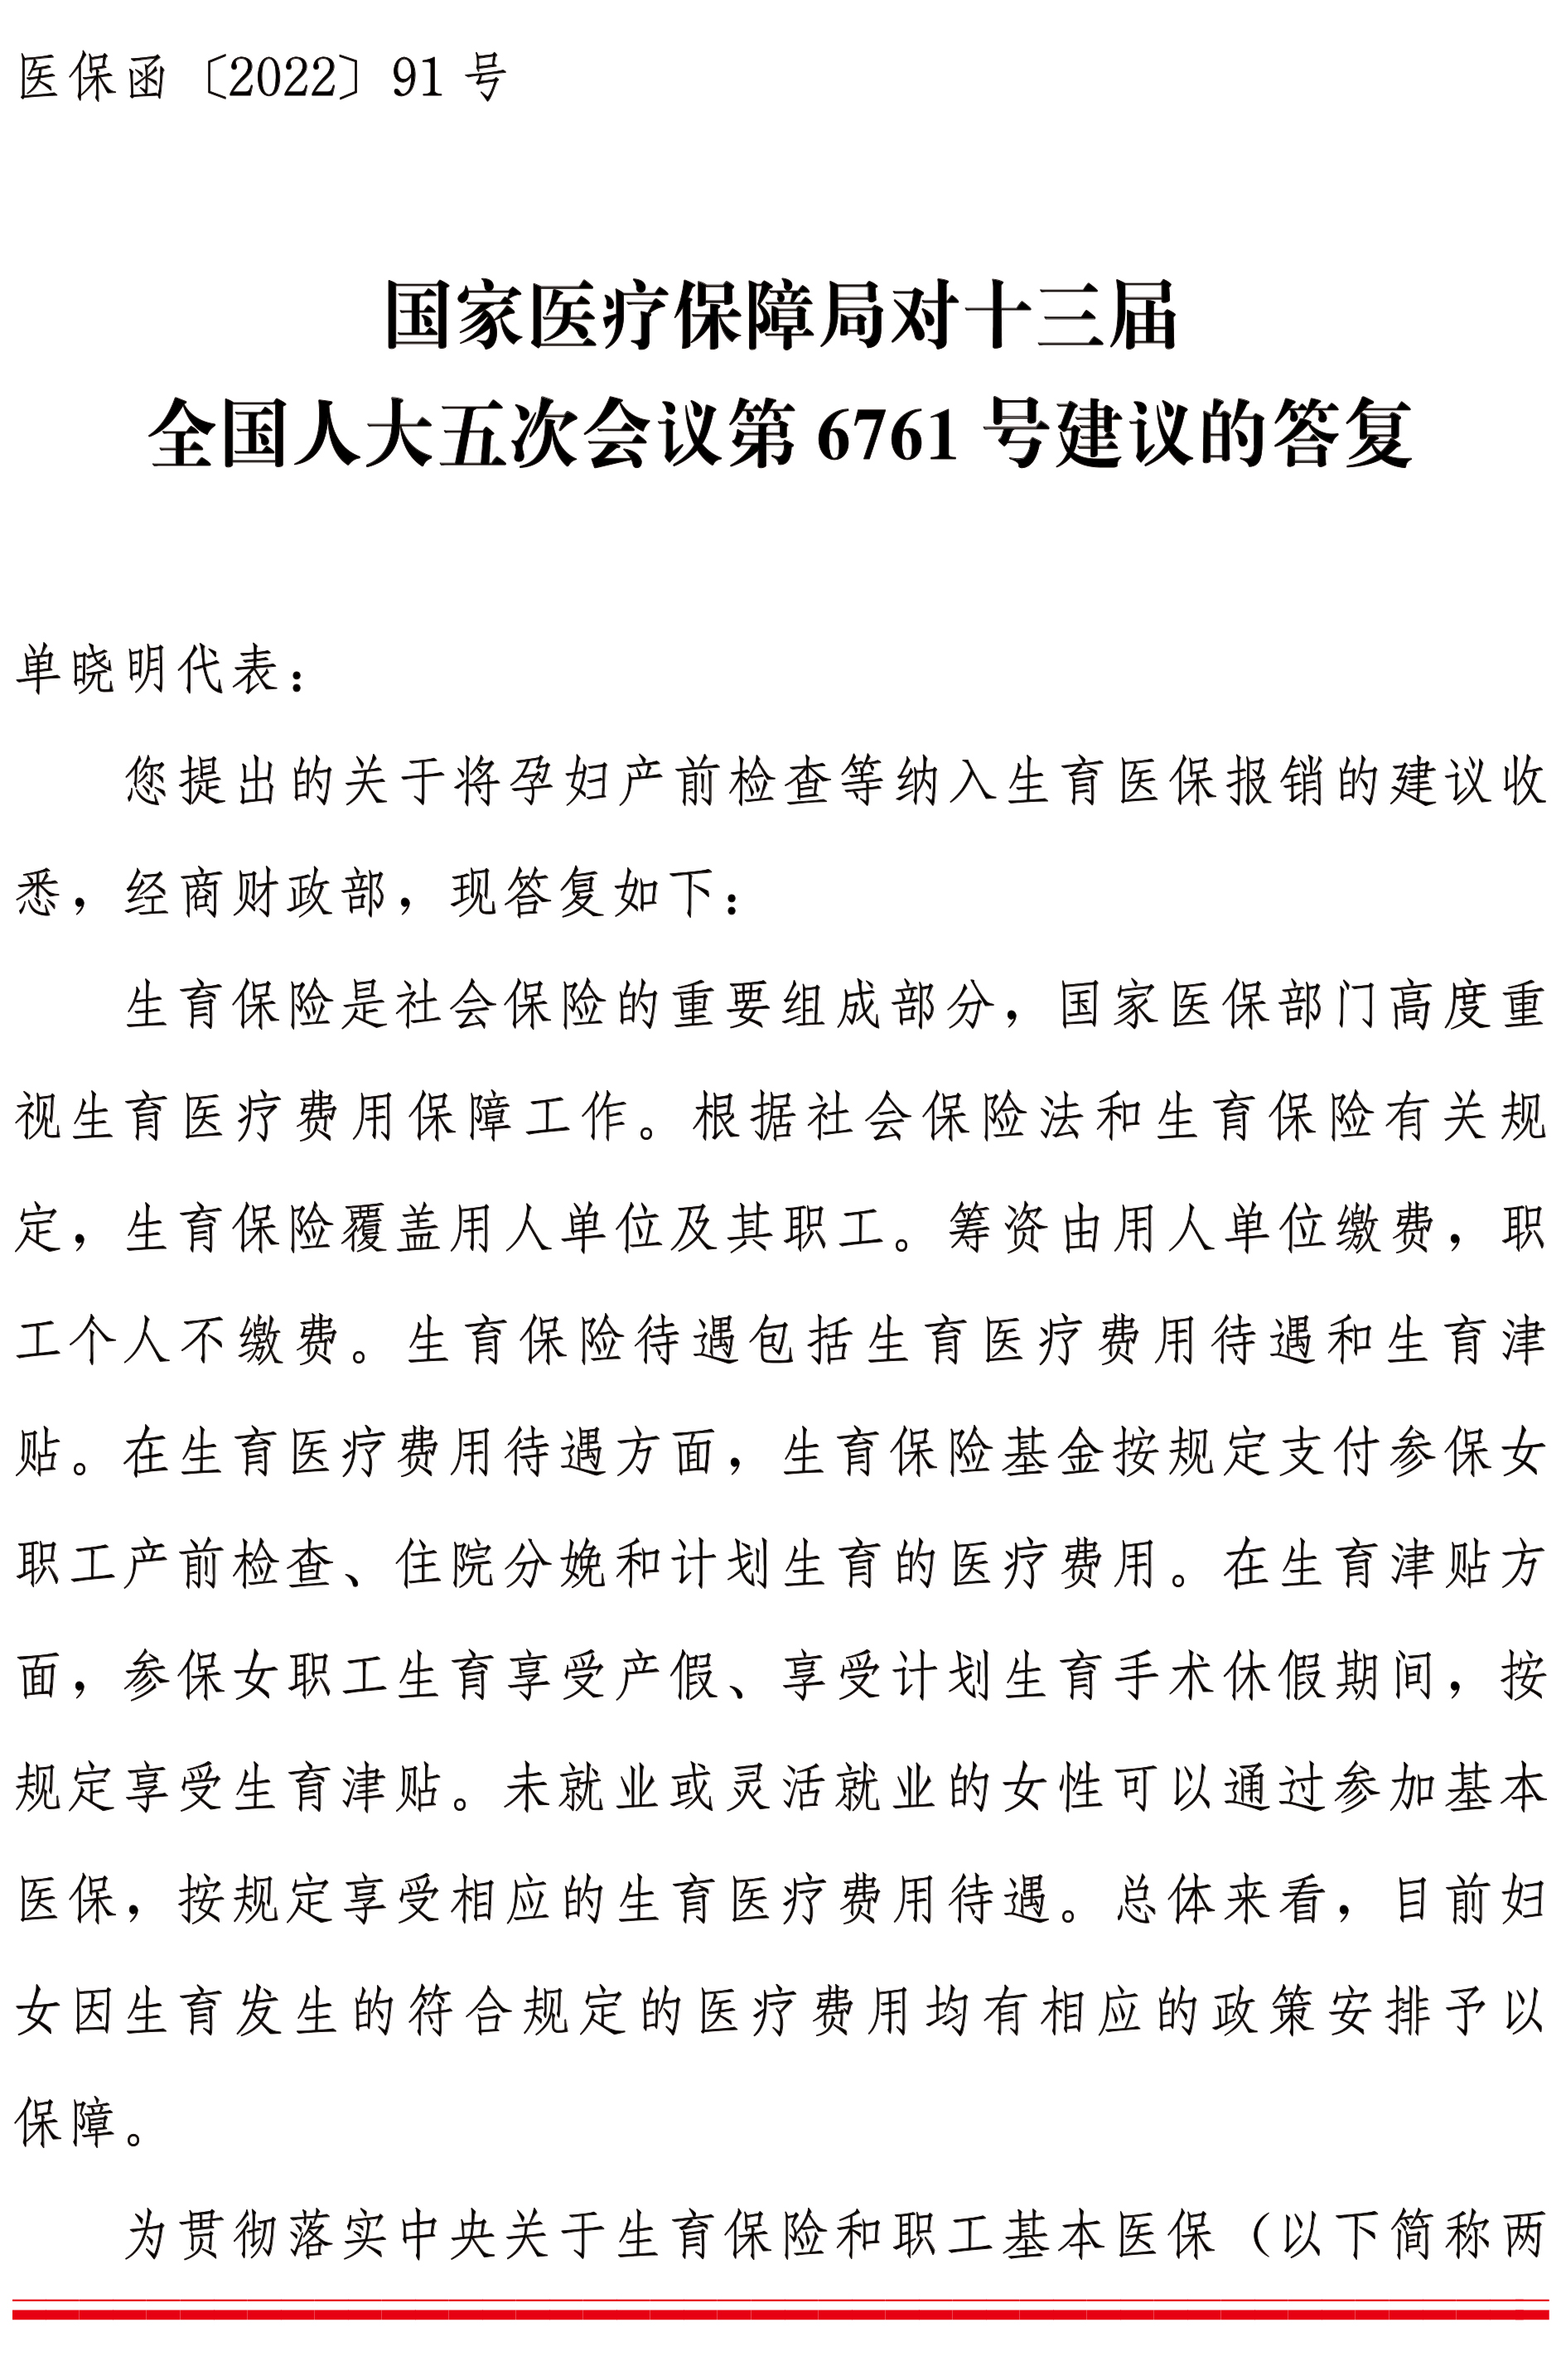 医保函〔2022〕91号
国家医疗保障局对十三届
全国人大五次会议第6761号建议的答复
单晓明代表：
您提出的关于将孕妇产前检查等纳入生育医保报销的建议收
悉，经商财政部，现答复如下：
生育保险是社会保险的重要组成部分，国家医保部门高度重
视生育医疗费用保障工作。根据社会保险法和生育保险有关规
定，生育保险覆盖用人单位及其职工。筹资由用人单位缴费，职
工个人不缴费。生育保险待遇包括生育医疗费用待遇和生育津
贴。在生育医疗费用待遇方面，生育保险基金按规定支付参保女
职工产前检查、住院分娩和计划生育的医疗费用。在生育津贴方
面，参保女职工生育享受产假、享受计划生育手术休假期间，按
规定享受生育津贴。未就业或灵活就业的女性可以通过参加基本
医保，按规定享受相应的生育医疗费用待遇。总体来看，目前妇
女因生育发生的符合规定的医疗费用均有相应的政策安排予以
保障。
为贯彻落实中央关于生育保险和职工基本医保（以下简称两